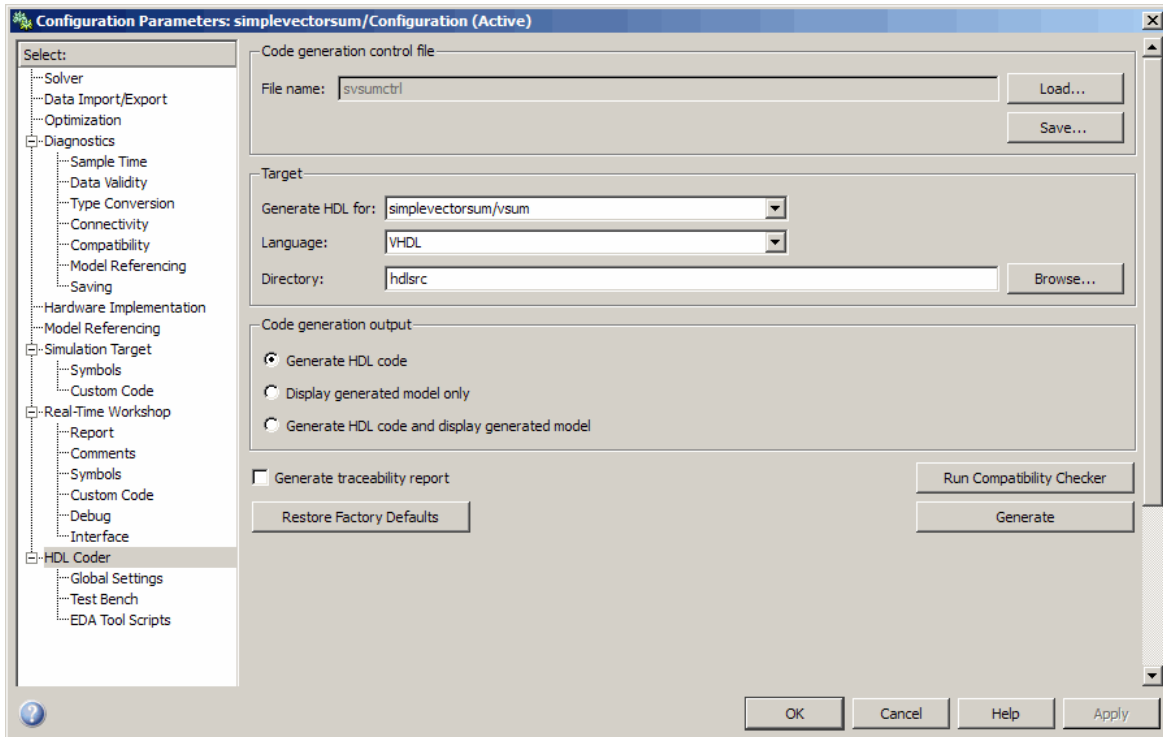 Configuration Parameters: simplevectorsum/Configuration (Active)
Select:
Solver
Data Import/Export
Optimization
Diagnostics
Sample Time
Data Validity
Type Conversion
Connectivity
Compatibility
Model Referencing
Saving
Hardware Implementation
Model Referencing
Simulation Target
Symbols
Custom Code
Real-Time Workshop
Report
Comments
Symbols
Custom Code
Debug
Interface
HDL Coder
Global Settings
Test Bench
EDA Tool Scripts
Code generation control file
File name: svsumctrl Load...
Save...
Target
Generate HDL for: simplevectorsum/vsum
Language: VHDL
Directory: hdlsrc Browse...
Code generation output
Generate HDL code
Display generated model only
Generate HDL code and display generated model
Generate traceability report Run Compatibility Checker
Restore Factory Defaults Generate
? OK Cancel Help Apply